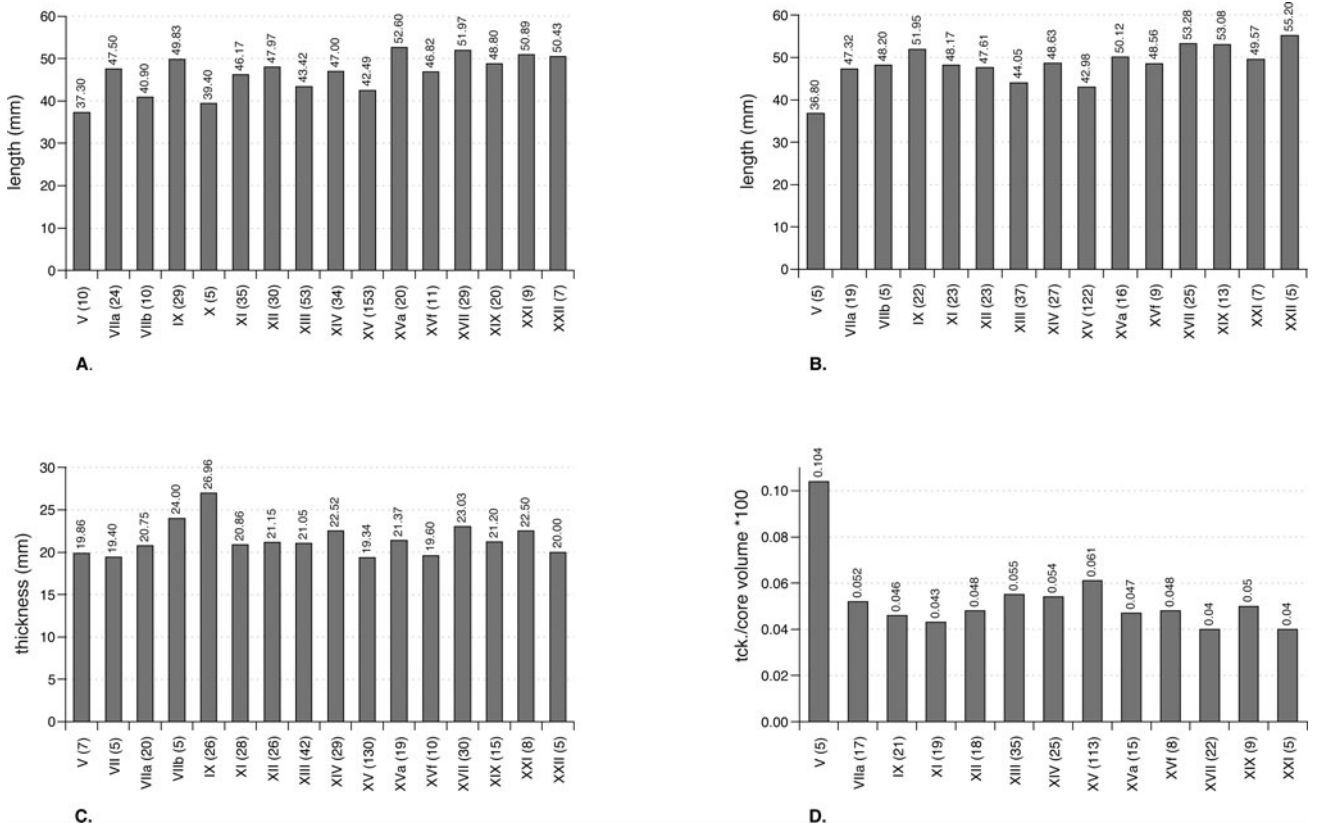 60
50
40
30
20
10
0
length (mm)
37.30
47.50
40.90
49.83
39.40
46.17
47.97
43.42
47.00
42.49
52.60
46.82
51.97
48.80
50.89
50.43
V (10)
VIIa (24)
VIIb (10)
IX (29)
X (5)
XI (35)
XII (30)
XIII (53)
XIV (34)
XV (153)
XVa (20)
XVf (11)
XVII (29)
XIX (20)
XXI (9)
XXII (7)
A.
60
50
40
30
20
10
0
length (mm)
36.80
47.32
48.20
51.95
48.17
47.61
44.05
48.63
42.98
50.12
48.56
53.28
53.08
49.57
55.20
V (5)
VIIa (19)
VIIb (5)
IX (22)
XI (23)
XII (23)
XIII (37)
XIV (27)
XV (122)
XVa (16)
XVf (9)
XVII (25)
XIX (13)
XXI (7)
XXII (5)
B.
30
25
20
15
10
5
0
thickness (mm)
19.86
19.40
20.75
24.00
26.96
20.86
21.15
21.05
22.52
19.34
21.37
19.60
23.03
21.20
22.50
20.00
V (7)
VII (5)
VIIa (20)
VIIb (5)
IX (26)
XI (28)
XII (26)
XIII (42)
XIV (29)
XV (130)
XVa (19)
XVf (10)
XVII (30)
XIX (15)
XXI (8)
XXII (5)
C.
0.10
0.08
0.06
0.04
0.02
0.00
tck./core volume *100
0.104
0.052
0.046
0.043
0.048
0.055
0.054
0.061
0.047
0.048
0.04
0.05
0.04
V (5)
VIIa (17)
IX (21)
XI (19)
XII (18)
XIII (35)
XIV (25)
XV (113)
XVa (15)
XVf (8)
XVII (22)
XIX (9)
XXI (5)
D.